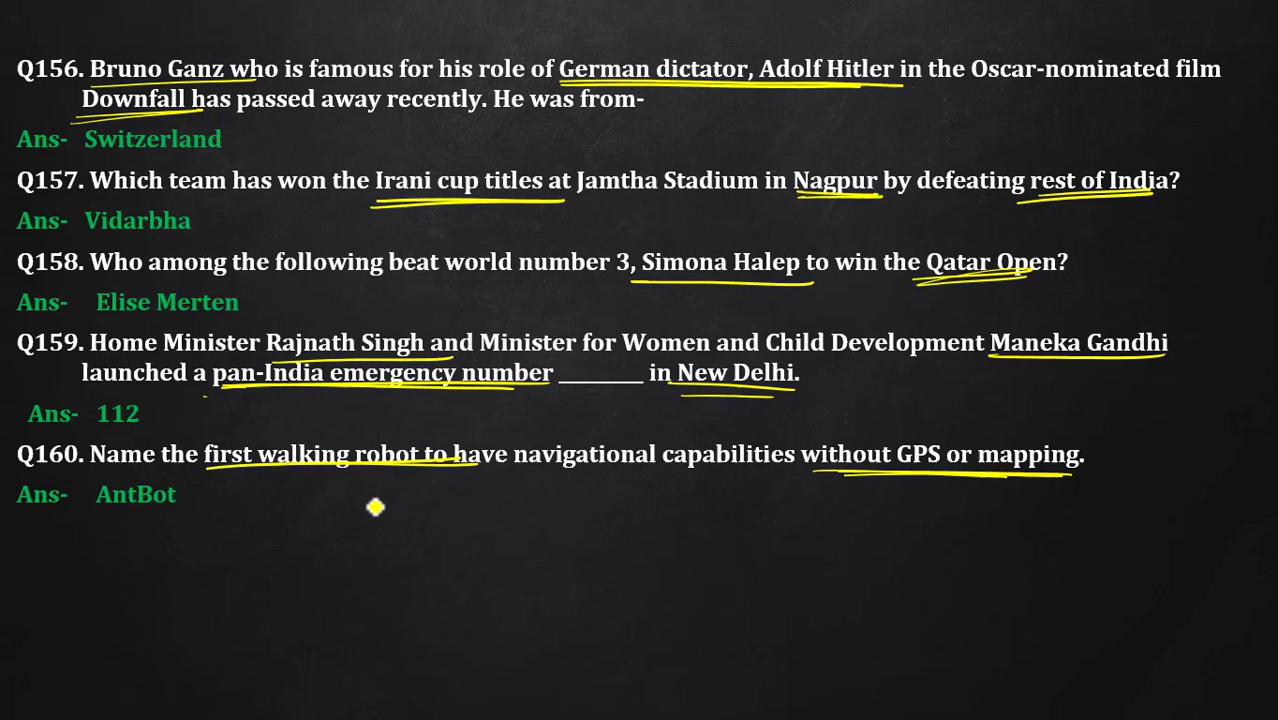 Q156. Bruno Ganz who is famous for his role of German dictator, Adolf Hitler in the Oscar-nominated film
Downfall has passed away recently. He was from-
Ans- Switzerland
Q157. Which team has won the Irani cup titles at Jamtha Stadium in Nagpur by defeating rest of India?
Ans- Vidarbha
Q158. Who among the following beat world number 3, Simona Halep to win the Qatar Open?
Ans- Elise Merten
Q159. Home Minister Rajnath Singh and Minister for Women and Child Development Maneka Gandhi
launched a pan-India emergency number ________ in New Delhi.
Ans- 112
Q160. Name the first walking robot to have navigational capabilities without GPS or mapping.
Ans- AntBot